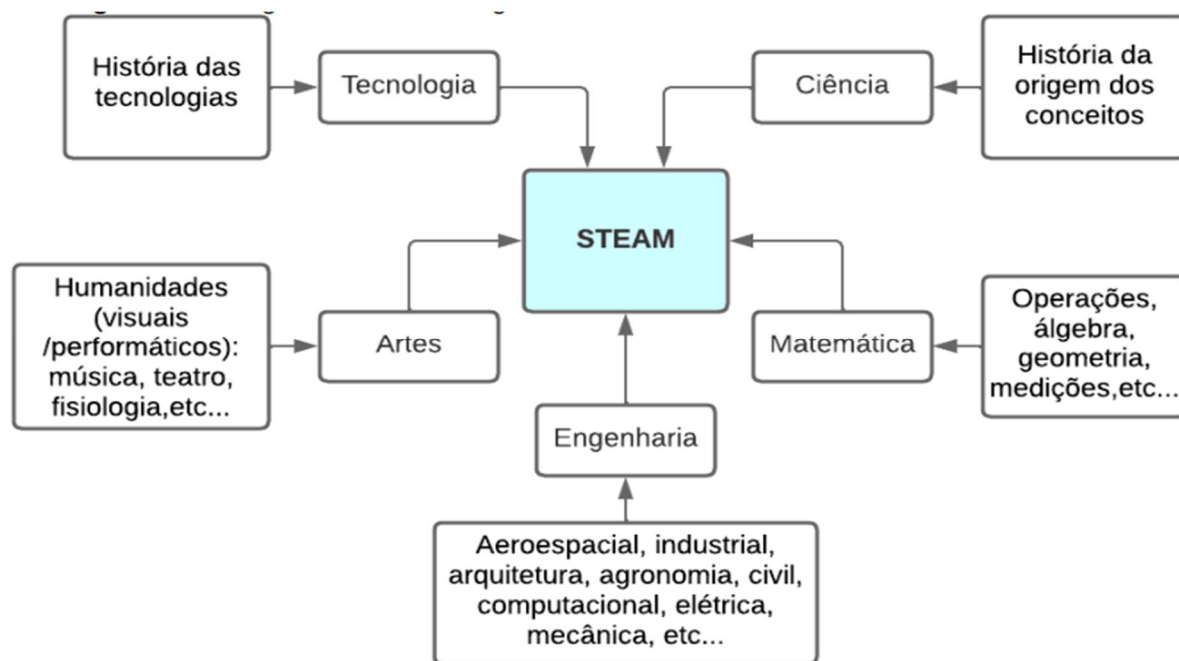 História das
tecnologias
Tecnologia
Ciência
História da
origem dos
conceitos
STEAM
Humanidades
(visuais
/performáticos):
música, teatro,
fisiologia,etc...
Artes
Matemática
Operações,
álgebra,
geometria,
medições,etc...
Engenharia
Aeroespacial, industrial,
arquitetura, agronomia, civil,
computacional, elétrica,
mecânica, etc...